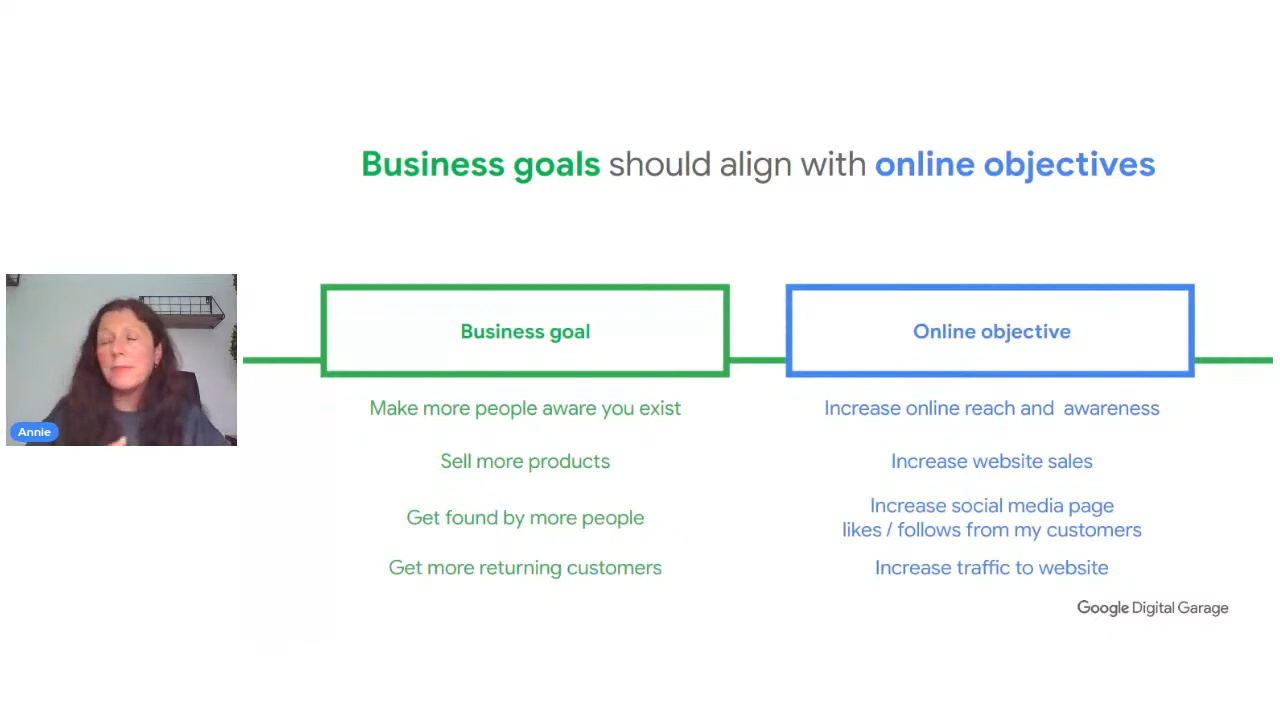 Business goals should align with online objectives
Annie
Business goal
Online objective
Make more people aware you exist
Increase online reach and awareness
Sell more products
Increase website sales
Get found by more people
Increase social media page
likes / follows from my customers
Get more returning customers
Increase traffic to website
Google Digital Garage